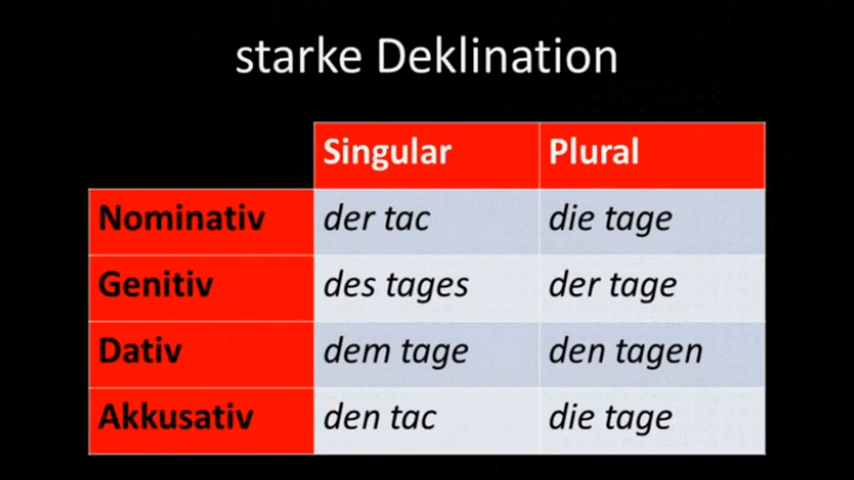 starke Deklination
Singular Plural
Nominativ der tac die tage
Genitiv des tages der tage
Dativ dem tage den tagen
Akkusativ den tac die tage